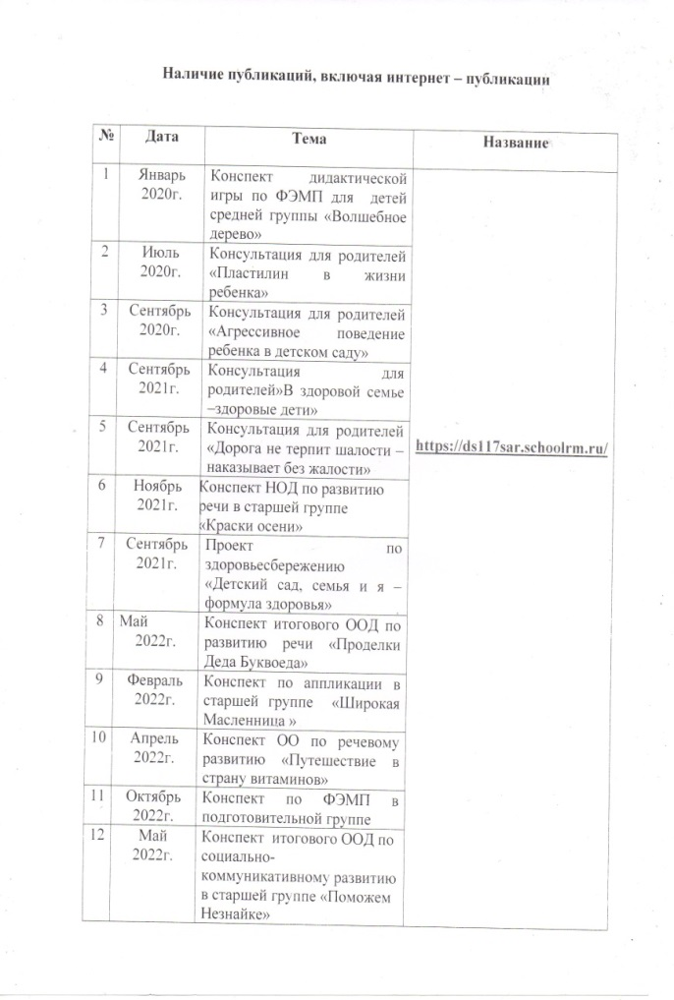 Наличие публикаций, включая интернет – публикации
№ Дата Тема Название
1 Январь Конспект дидактической
2020г. игры по ФЭМП для детей
средней группы «Волшебное
дерево»
2 Июль Консультация для родителей
2020г. «Пластилин в жизни
ребенка»
3 Сентябрь Консультация для родителей
2020г. «Агрессивное поведение
ребенка в детском саду»
4 Сентябрь Консультация для
2021г. родителей»В здоровой семье
–здоровые дети»
5 Сентябрь Консультация для родителей
2021г. «Дорога не терпит шалости –
наказывает без жалости»
https://ds117sar.schoolrm.ru/
6 Ноябрь Конспект НОД по развитию
2021г. речи в старшей группе
«Краски осени»
7 Сентябрь Проект по
2021г. здоровьесбережению
«Детский сад, семья и я –
формула здоровья»
8 Май Конспект итогового ООД по
2022г. развитию речи «Проделки
Деда Буквоеда»
9 Февраль Конспект по аппликации в
2022г. старшей группе «Широкая
Масленница »
10 Апрель Конспект ОО по речевому
2022г. развитию «Путешествие в
страну витаминов»
11 Октябрь Конспект по ФЭМП в
2022г. подготовительной группе
12 Май Конспект итогового ООД по
2022г. социально-
коммуникативному развитию
в старшей группе «Поможем
Незнайке»